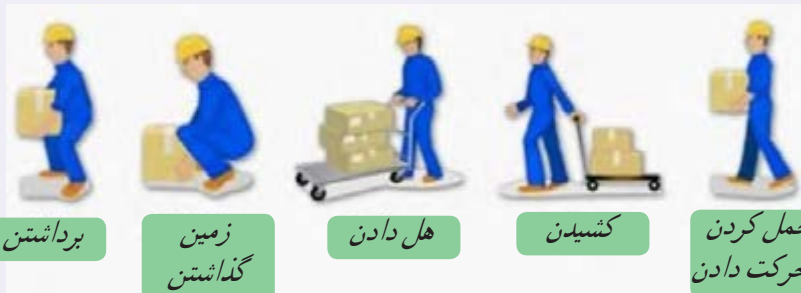 حمل کردن
حرکت دادن
کشیدن
هل دادن
زمین
گذاشتن
برداشتن